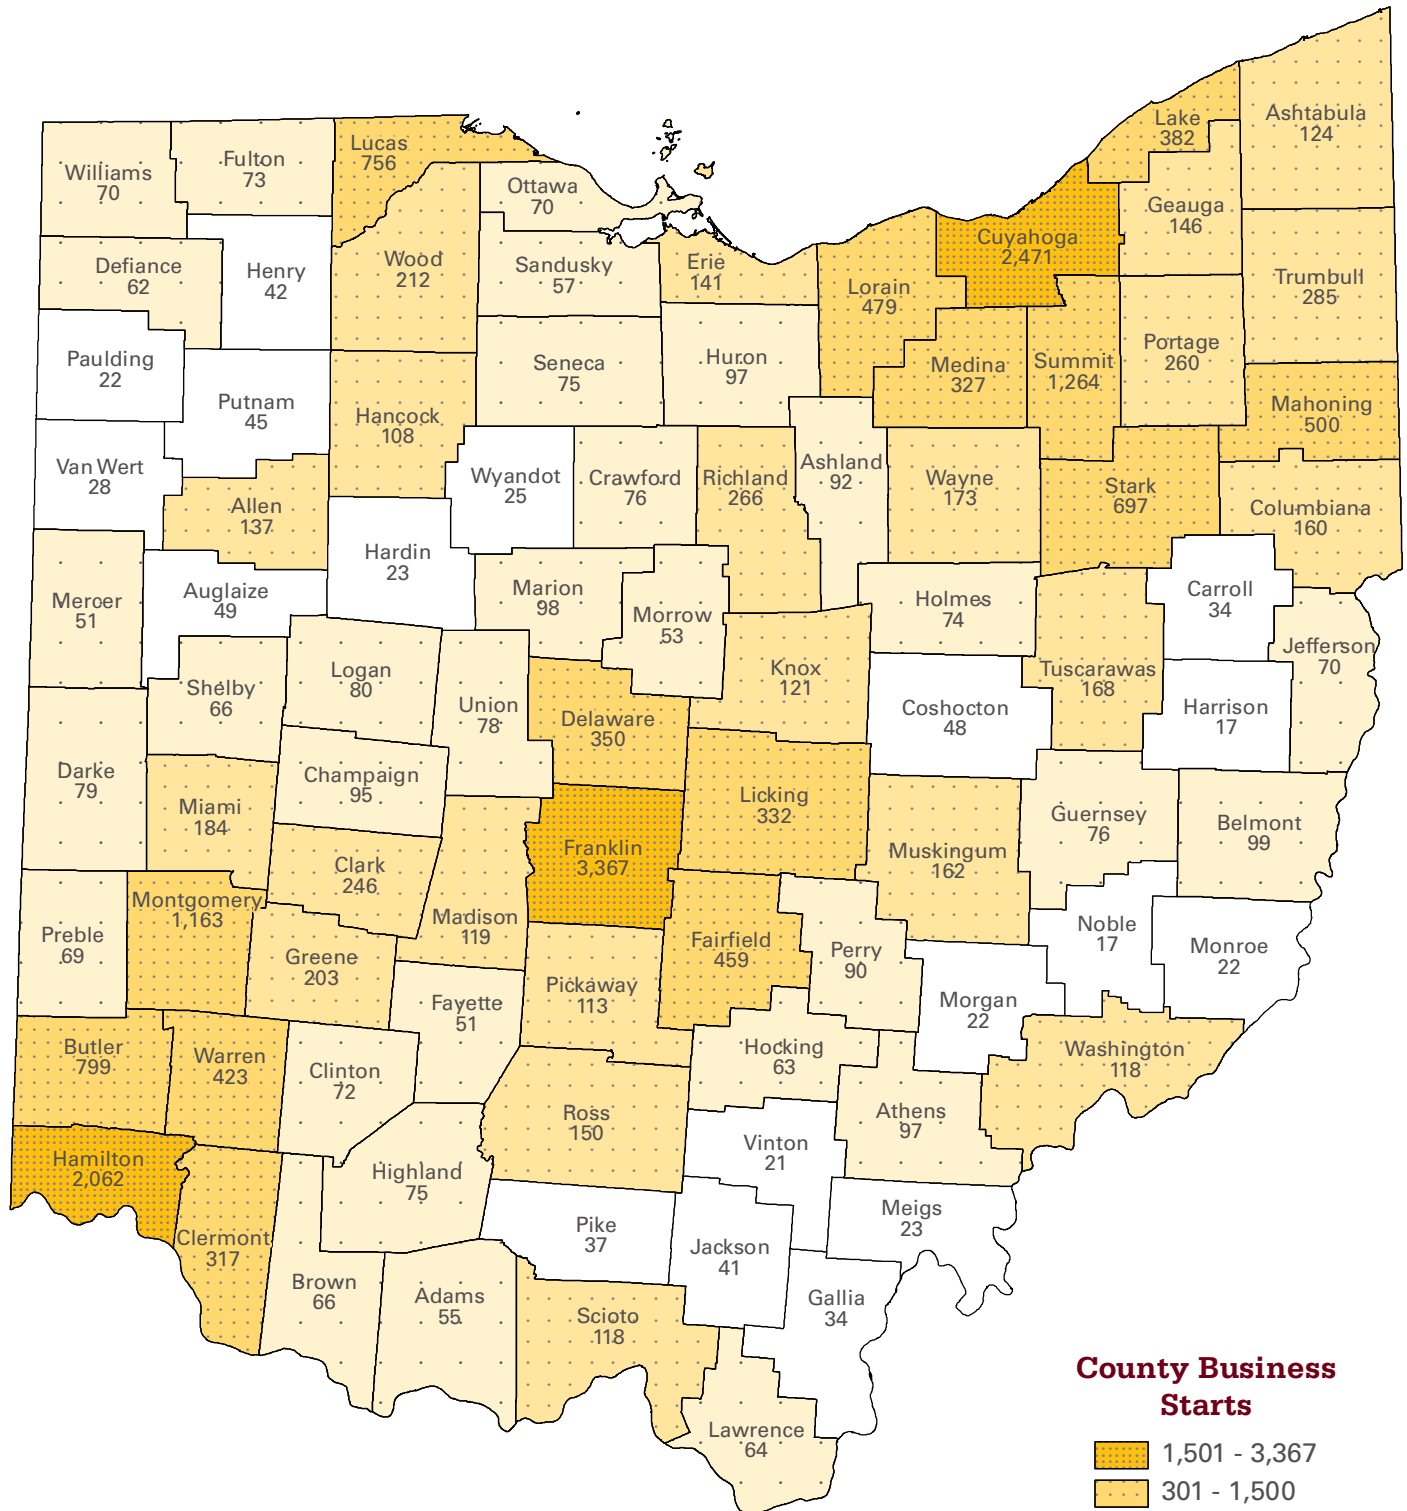 Lake
382
Ashtabula
124
Lucas
756
Fulton
73
Williams
70
Ottawa
70
Geauga
146
Cuyahoga
2,471
Wood
212
Henry
42
Defiance
62
Sandusky
57
Erie
141
Lorain
479
Trumbull
285
Paulding
22
Seneca
75
Huron
97
Medina
327
Summit
1,264
Portage
260
Putnam
45
Hancock
108
Mahoning
500
Van Wert
28
Wyandot
25
Crawford
76
Richland
266
Ashland
92
Wayne
173
Stark
697
Allen
137
Columbiana
160
Hardin
23
Mercer
51
Auglaize
49
Marion
98
Morrow
53
Holmes
74
Carroll
34
Jefferson
70
Logan
80
Knox
121
Tuscarawas
168
Shelby
66
Union
78
Delaware
350
Coshocton
48
Harrison
17
Darke
79
Champaign
95
Miami
184
Licking
332
Guernsey
76
Belmont
99
Franklin
3,367
Muskingum
162
Clark
246
Montgomery
1,163
Madison
119
Preble
69
Greene
203
Fairfield
459
Perry
90
Noble
17
Monroe
22
Pickaway
113
Fayette
51
Morgan
22
Butler
799
Warren
423
Clinton
72
Hocking
63
Washington
118
Ross
150
Athens
97
Vinton
21
Hamilton
2,062
Highland
75
Pike
37
Meigs
23
Clermont
317
Jackson
41
Brown
66
Adams
55
Scioto
118
Gallia
34
Lawrence
64
County Business
Starts
1,501 - 3,367
301 - 1,500